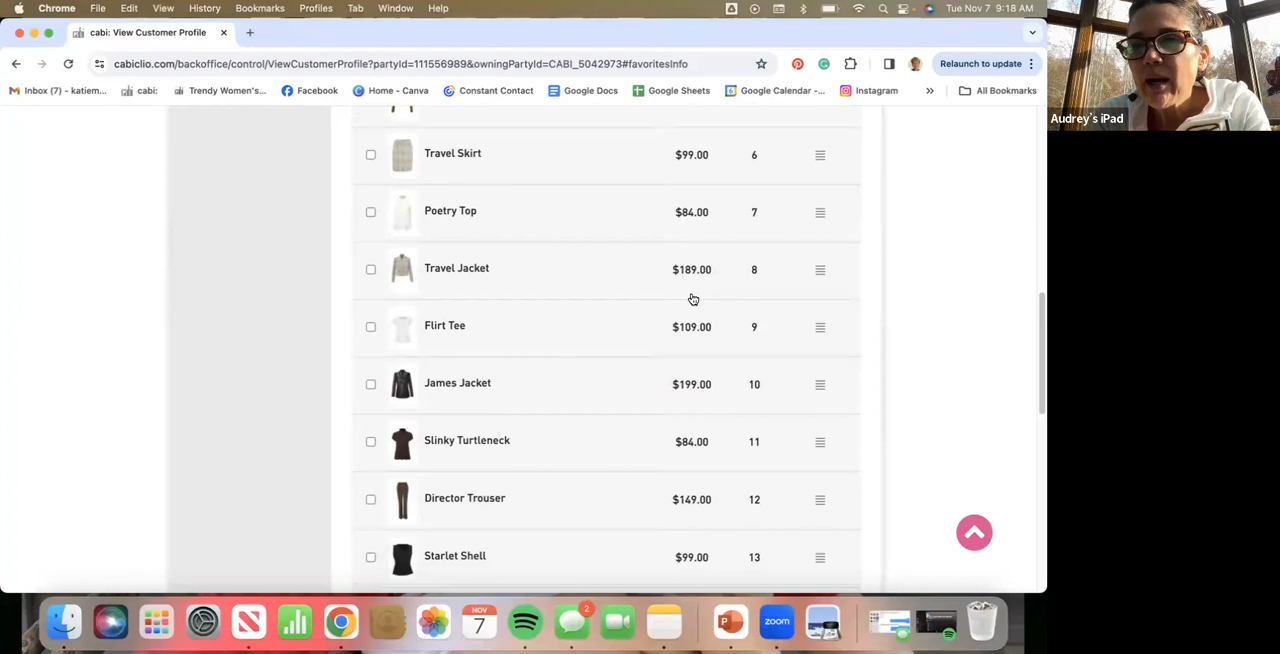 Chrome File Edit View History Bookmarks Profiles Tab Window Help Tue Nov 7 9:18 AM
cabi: View Customer Profile
cabiclio.com/backoffice/control/ViewCustomerProfile?partyId=111556989&owningPartyId=CABI_5042973#favoritesInfo Relaunch to update
Inbox (7) - katiem... cabi: Trendy Women's... Facebook Home - Canva Constant Contact Google Docs Google Sheets Google Calendar -... Instagram » All Bookmarks
Audrey's iPad
Travel Skirt $99.00 6
Poetry Top $84.00 7
Travel Jacket $189.00 8
Flirt Tee $109.00 9
James Jacket $199.00 10
Slinky Turtleneck $84.00 11
Director Trouser $149.00 12
Starlet Shell $99.00 13
NOV
7
2
zoom